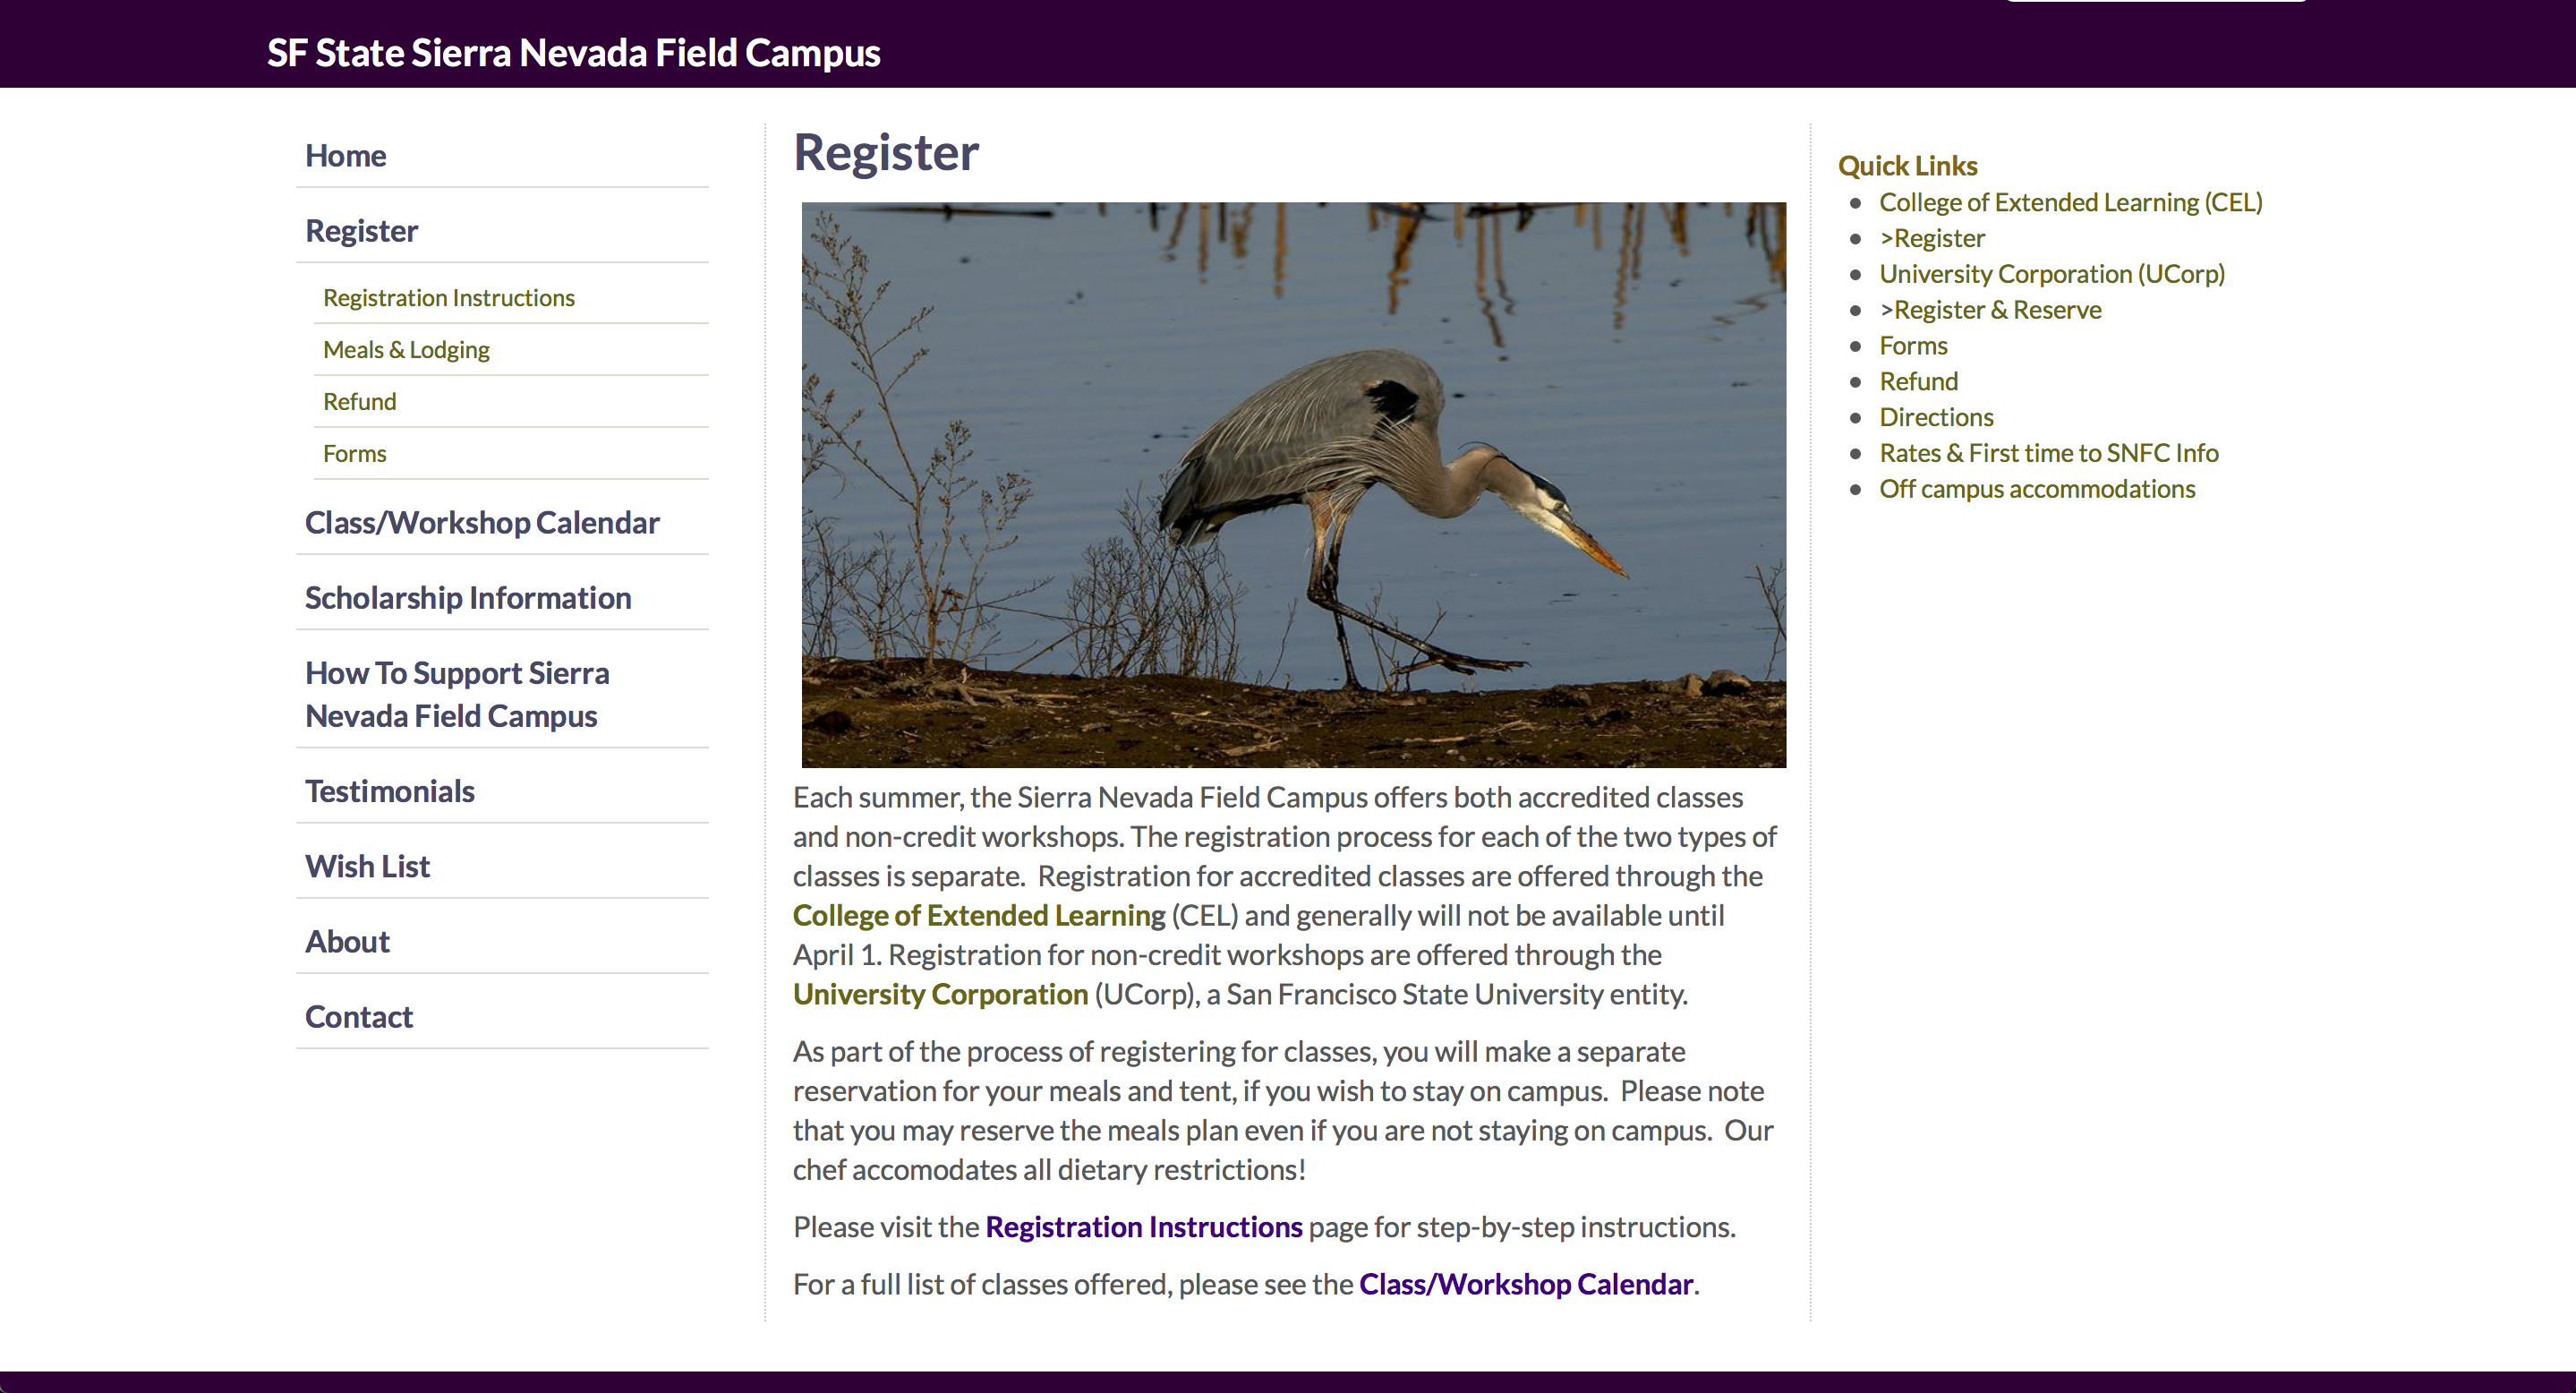 SF State Sierra Nevada Field Campus
Home
Register
Registration Instructions
Meals & Lodging
Refund
Forms
Class/Workshop Calendar
Scholarship Information
How To Support Sierra
Nevada Field Campus
Testimonials
Wish List
About
Contact
Register
Each summer, the Sierra Nevada Field Campus offers both accredited classes
and non-credit workshops. The registration process for each of the two types of
classes is separate.  Registration for accredited classes are offered through the
College of Extended Learning (CEL) and generally will not be available until
April 1. Registration for non-credit workshops are offered through the
University Corporation (UCorp), a San Francisco State University entity.
As part of the process of registering for classes, you will make a separate
reservation for your meals and tent, if you wish to stay on campus.  Please note
that you may reserve the meals plan even if you are not staying on campus.  Our
chef accomodates all dietary restrictions!
Please visit the Registration Instructions page for step-by-step instructions.
For a full list of classes offered, please see the Class/Workshop Calendar.
Quick Links
College of Extended Learning (CEL)
>Register
University Corporation (UCorp)
>Register & Reserve
Forms
Refund
Directions
Rates & First time to SNFC Info
Off campus accommodations